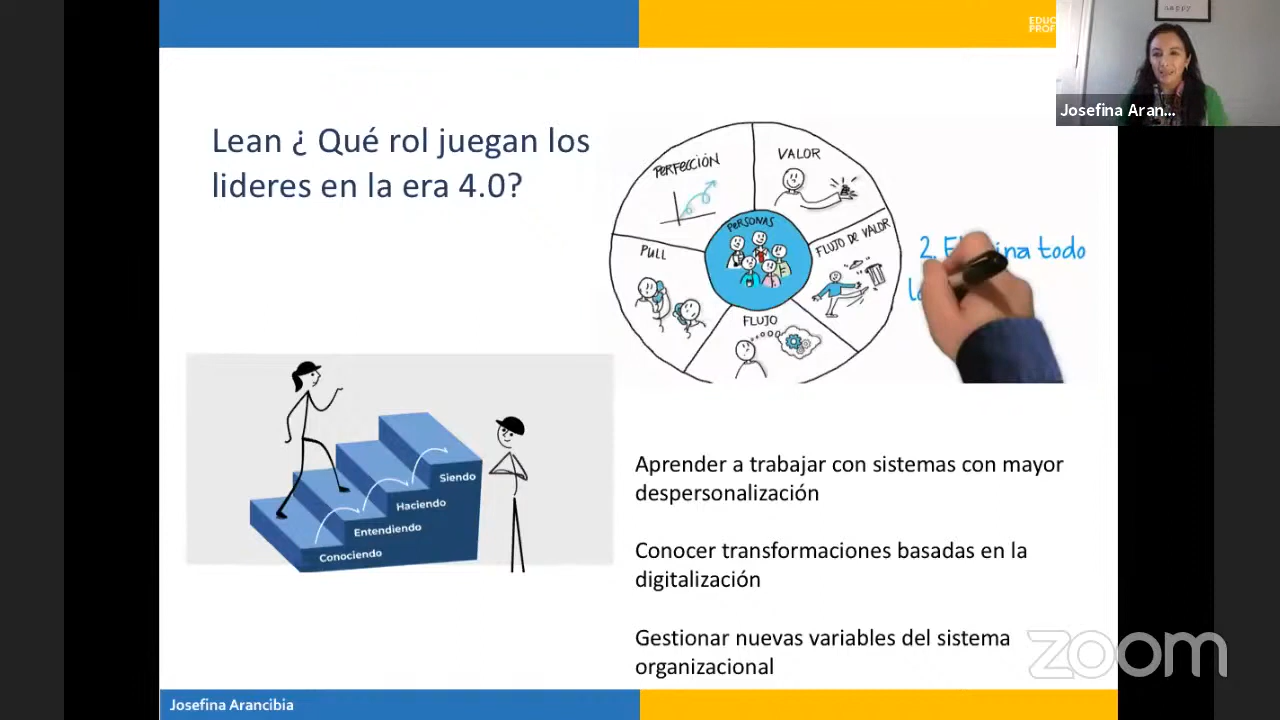 Lean ¿ Qué rol juegan los
lideres en la era 4.0?
PERFECCIÓN
VALOR
PERSONAS
PULL
FLUJO DE VALOR
FLUJO
2.
todo
Siendo
Haciendo
Entendiendo
Conociendo
Aprender a trabajar con sistemas con mayor
despersonalización
Conocer transformaciones basadas en la
digitalización
Gestionar nuevas variables del sistema
organizacional
Josefina Arancibia
Josefina Aran...
zoom